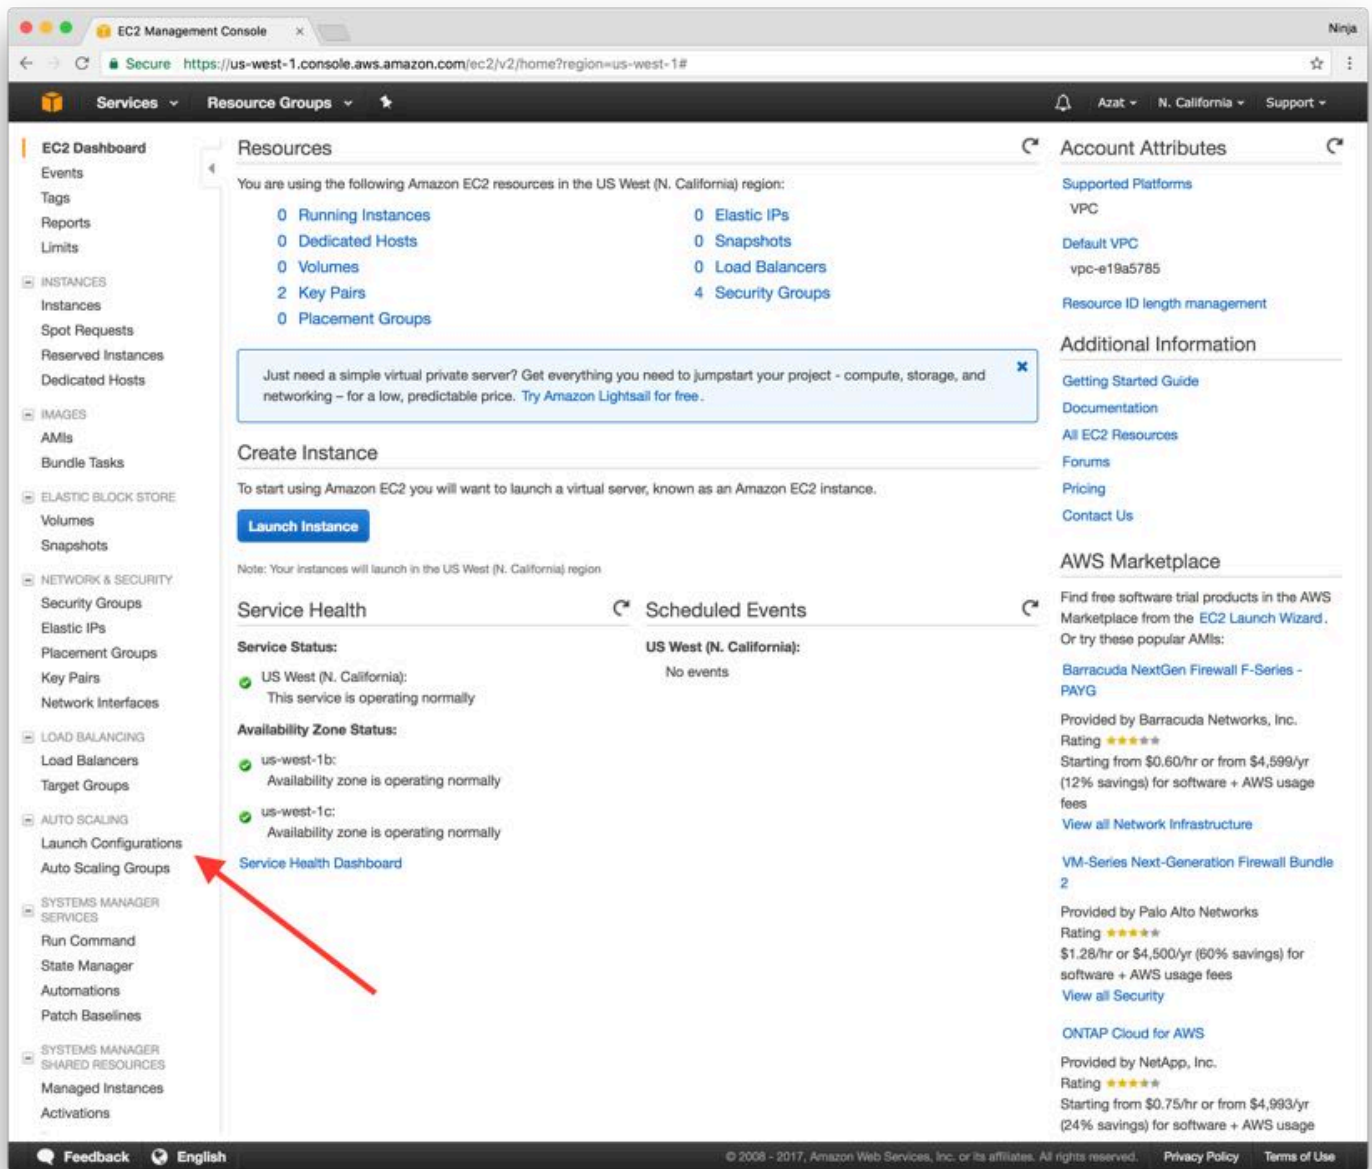 EC2 Management Console
Ninja
Secure https://us-west-1.console.aws.amazon.com/ec2/v2/home?region=us-west-1#
Services
Resource Groups
Azat
N. California
Support
EC2 Dashboard
Events
Tags
Reports
Limits
INSTANCES
Instances
Spot Requests
Reserved Instances
Dedicated Hosts
IMAGES
AMIs
Bundle Tasks
ELASTIC BLOCK STORE
Volumes
Snapshots
NETWORK & SECURITY
Security Groups
Elastic IPs
Placement Groups
Key Pairs
Network Interfaces
LOAD BALANCING
Load Balancers
Target Groups
AUTO SCALING
Launch Configurations
Auto Scaling Groups
SYSTEMS MANAGER
SERVICES
Run Command
State Manager
Automations
Patch Baselines
SYSTEMS MANAGER
SHARED RESOURCES
Managed Instances
Activations
Resources
You are using the following Amazon EC2 resources in the US West (N. California) region:
0 Running Instances
0 Elastic IPs
0 Dedicated Hosts
0 Snapshots
0 Volumes
0 Load Balancers
2 Key Pairs
4 Security Groups
0 Placement Groups
Just need a simple virtual private server? Get everything you need to jumpstart your project - compute, storage, and
networking – for a low, predictable price. Try Amazon Lightsail for free.
Create Instance
To start using Amazon EC2 you will want to launch a virtual server, known as an Amazon EC2 instance.
Launch Instance
Note: Your instances will launch in the US West (N. California) region
Service Health
Service Status:
US West (N. California):
This service is operating normally
Availability Zone Status:
us-west-1b:
Availability zone is operating normally
us-west-1c:
Availability zone is operating normally
Service Health Dashboard
Scheduled Events
US West (N. California):
No events
Account Attributes
Supported Platforms
VPC
Default VPC
vpc-e19a5785
Resource ID length management
Additional Information
Getting Started Guide
Documentation
All EC2 Resources
Forums
Pricing
Contact Us
AWS Marketplace
Find free software trial products in the AWS
Marketplace from the EC2 Launch Wizard.
Or try these popular AMIs:
Barracuda NextGen Firewall F-Series -
PAYG
Provided by Barracuda Networks, Inc.
Rating
Starting from $0.60/hr or from $4,599/yr
(12% savings) for software + AWS usage
fees
View all Network Infrastructure
VM-Series Next-Generation Firewall Bundle
2
Provided by Palo Alto Networks
Rating
$1.28/hr or $4,500/yr (60% savings) for
software + AWS usage fees
View all Security
ONTAP Cloud for AWS
Provided by NetApp, Inc.
Rating
Starting from $0.75/hr or from $4,993/yr
(24% savings) for software + AWS usage
Feedback
English
© 2008 - 2017, Amazon Web Services, Inc. or its affiliates. All rights reserved.
Privacy Policy
Terms of Use